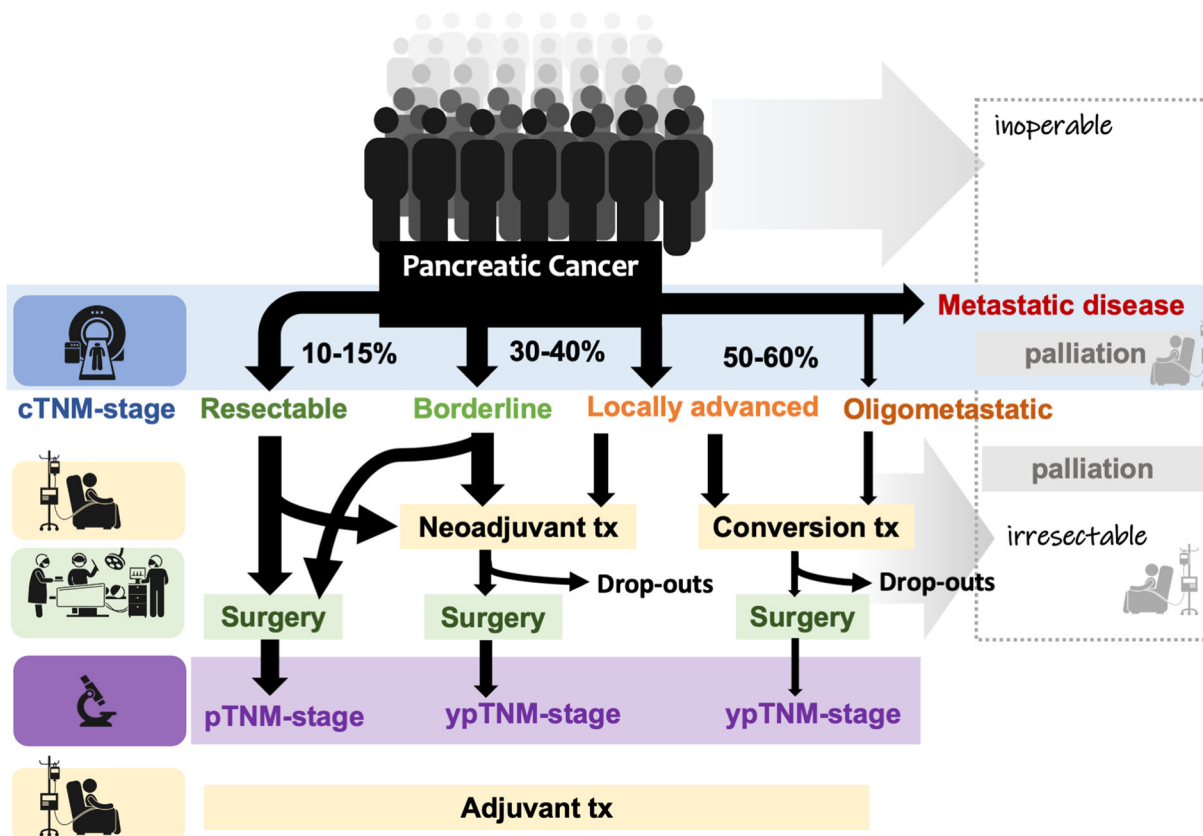 inoperable
Pancreatic Cancer
Metastatic disease
10-15%
30-40%
50-60%
palliation
cTNM-stage
Resectable
Borderline
Locally advanced
Oligometastatic
palliation
Neoadjuvant tx
Conversion tx
irresectable
Drop-outs
Drop-outs
Surgery
Surgery
Surgery
pTNM-stage
ypTNM-stage
ypTNM-stage
Adjuvant tx